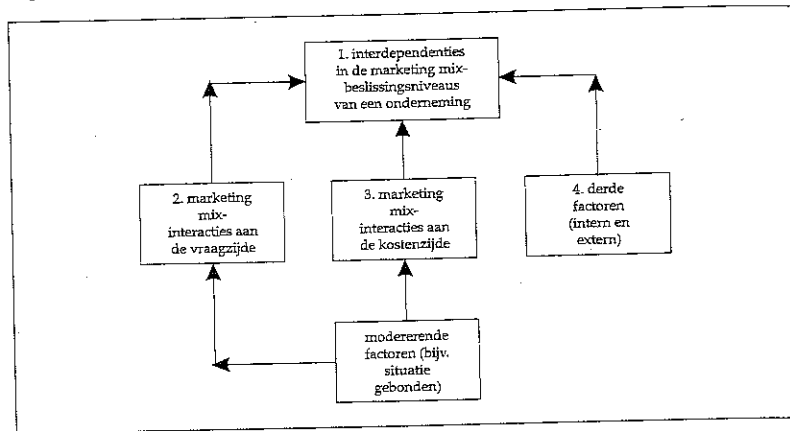 1. interdependenties
in de marketing mix-
beslissingsniveaus
van een onderneming
2. marketing
mix-
interacties aan
de vraagzijde
3. marketing
mix-
interacties aan
de kostenzijde
4. derde
factoren
(intern en
extern)
modererende
factoren (bijv.
situatie
gebonden)